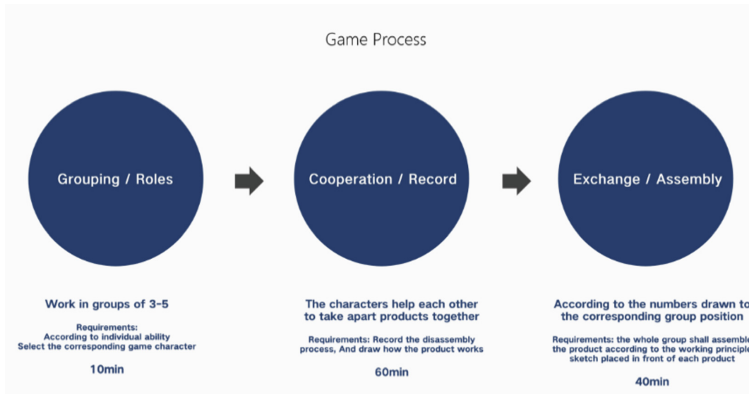 Game Process
Grouping / Roles
Cooperation / Record
Exchange / Assembly
Work in groups of 3-5
Requirements:
According to individual ability
Select the corresponding game character
10min
The characters help each other
to take apart products together
Requirements: Record the disassembly
process, And draw how the product works
60min
According to the numbers drawn to
the corresponding group position
Requirements: the whole group shall assemble
the product according to the working principle
sketch placed in front of each product
40min